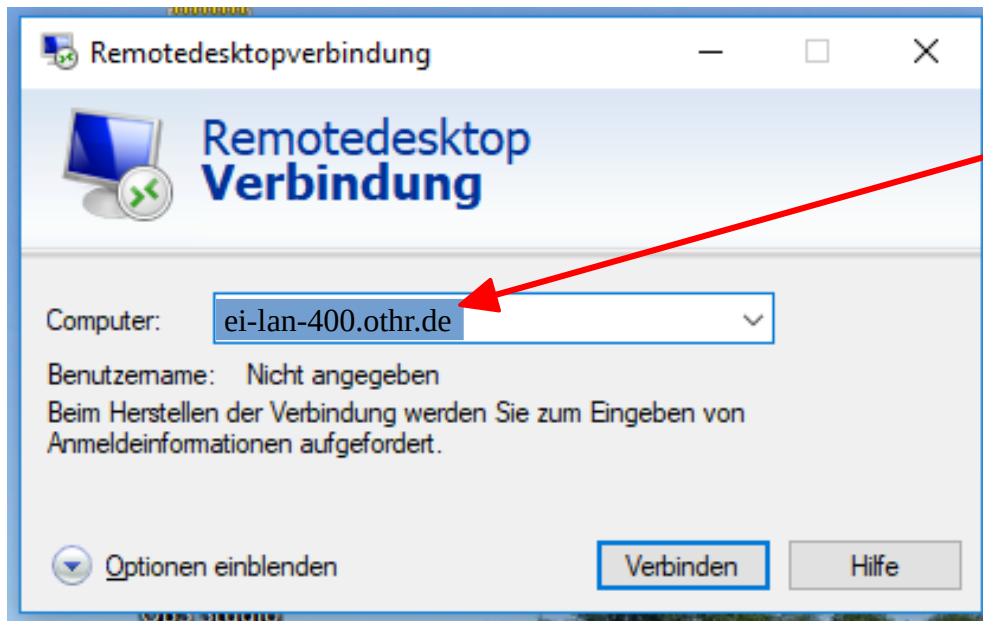 Remotedesktopverbindung
Remotedesktop
Verbindung
Computer: ei-lan-400.othr.de
Benutzername: Nicht angegeben
Beim Herstellen der Verbindung werden Sie zum Eingeben von
Anmeldeinformationen aufgefordert.
Optionen einblenden Verbinden Hilfe